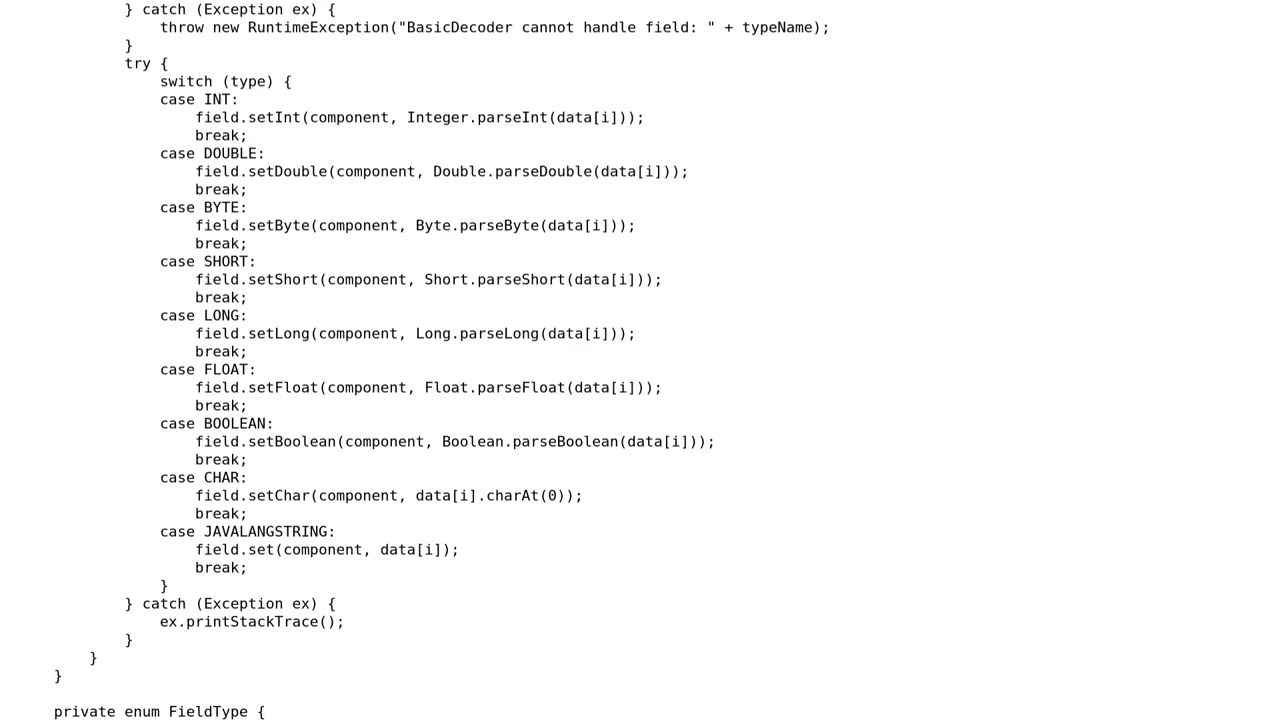 } catch (Exception ex) {
throw new RuntimeException("BasicDecoder cannot handle field: " + typeName);
}
try {
switch (type) {
case INT:
field.setInt(component, Integer.parseInt(data[i]));
break;
case DOUBLE:
field.setDouble(component, Double.parseDouble(data[i]));
break;
case BYTE:
field.setByte(component, Byte.parseByte(data[i]));
break;
case SHORT:
field.setShort(component, Short.parseShort(data[i]));
break;
case LONG:
field.setLong(component, Long.parseLong(data[i]));
break;
case FLOAT:
field.setFloat(component, Float.parseFloat(data[i]));
break;
case BOOLEAN:
field.setBoolean(component, Boolean.parseBoolean(data[i]));
break;
case CHAR:
field.setChar(component, data[i].charAt(0));
break;
case JAVALANGSTRING:
field.set(component, data[i]);
break;
}
} catch (Exception ex) {
ex.printStackTrace();
}
}
}
private enum FieldType {